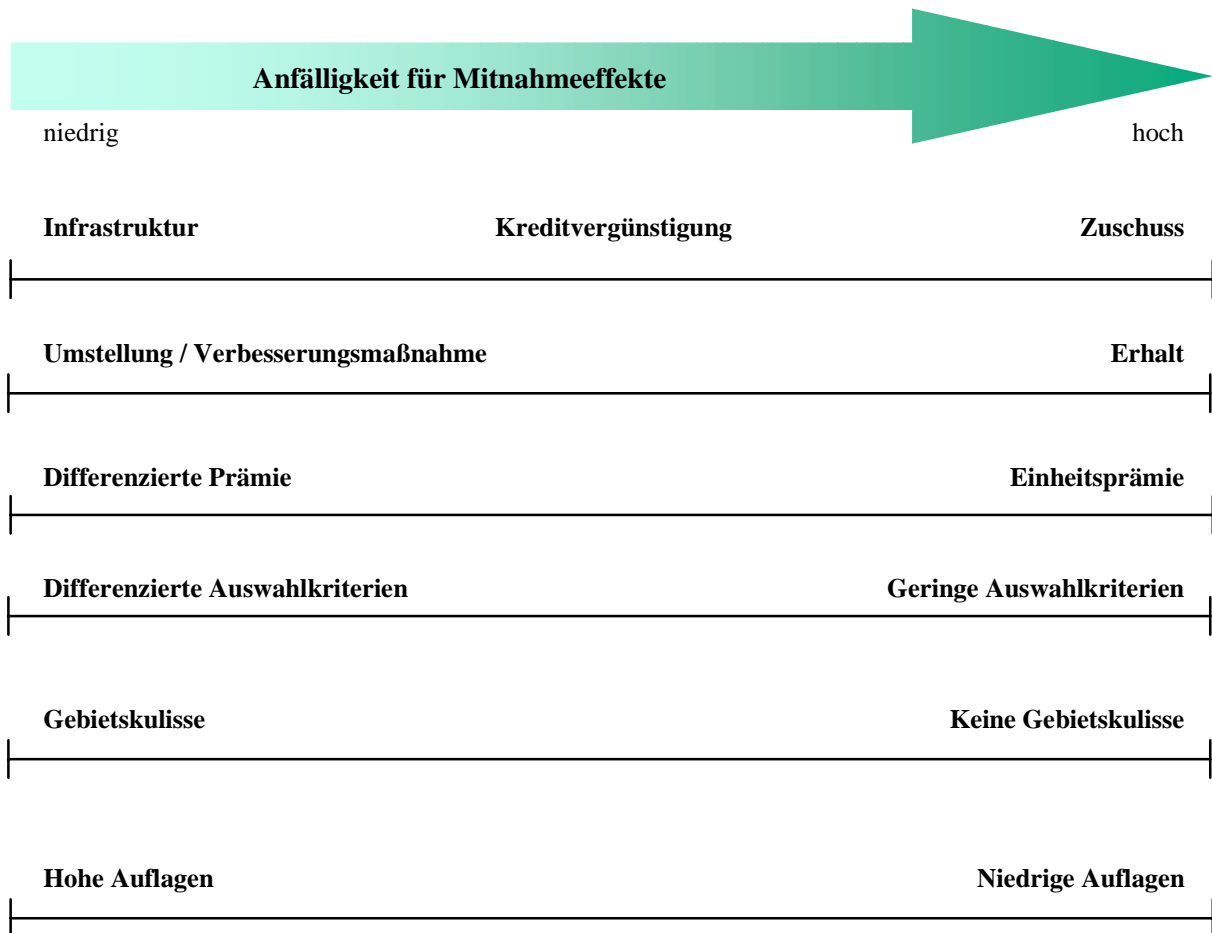 Anfälligkeit für Mitnahmeeffekte
niedrig hoch
Infrastruktur Kreditvergünstigung Zuschuss
Umstellung / Verbesserungsmaßnahme Erhalt
Differenzierte Prämie Einheitsprämie
Differenzierte Auswahlkriterien Geringe Auswahlkriterien
Gebietskulisse Keine Gebietskulisse
Hohe Auflagen Niedrige Auflagen